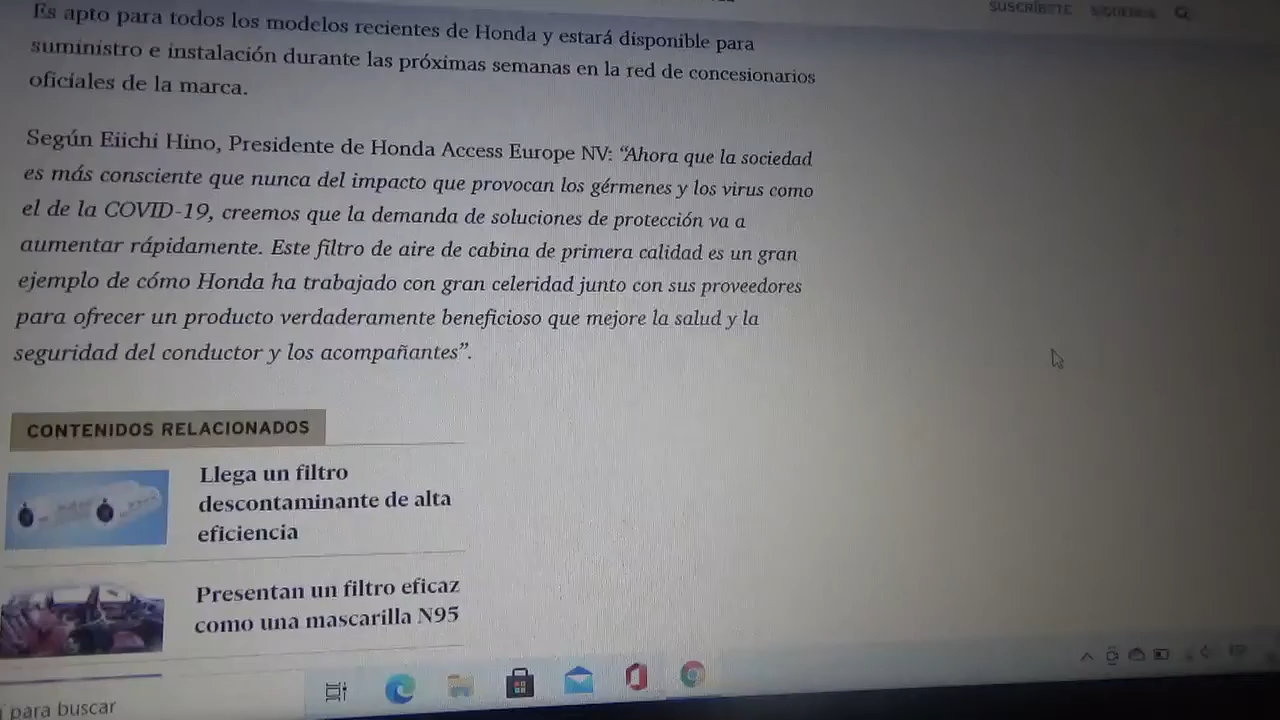 SUSCRÍBETE SÍGUENOS
Es apto para todos los modelos recientes de Honda y estará disponible para
suministro e instalación durante las próximas semanas en la red de concesionarios
oficiales de la marca.
Según Eiichi Hino, Presidente de Honda Access Europe NV: “Ahora que la sociedad
es más consciente que nunca del impacto que provocan los gérmenes y los virus como
el de la COVID-19, creemos que la demanda de soluciones de protección va a
aumentar rápidamente. Este filtro de aire de cabina de primera calidad es un gran
ejemplo de cómo Honda ha trabajado con gran celeridad junto con sus proveedores
para ofrecer un producto verdaderamente beneficioso que mejore la salud y la
seguridad del conductor y los acompañantes”.
CONTENIDOS RELACIONADOS
Llega un filtro
descontaminante de alta
eficiencia
Presentan un filtro eficaz
como una mascarilla N95
para buscar